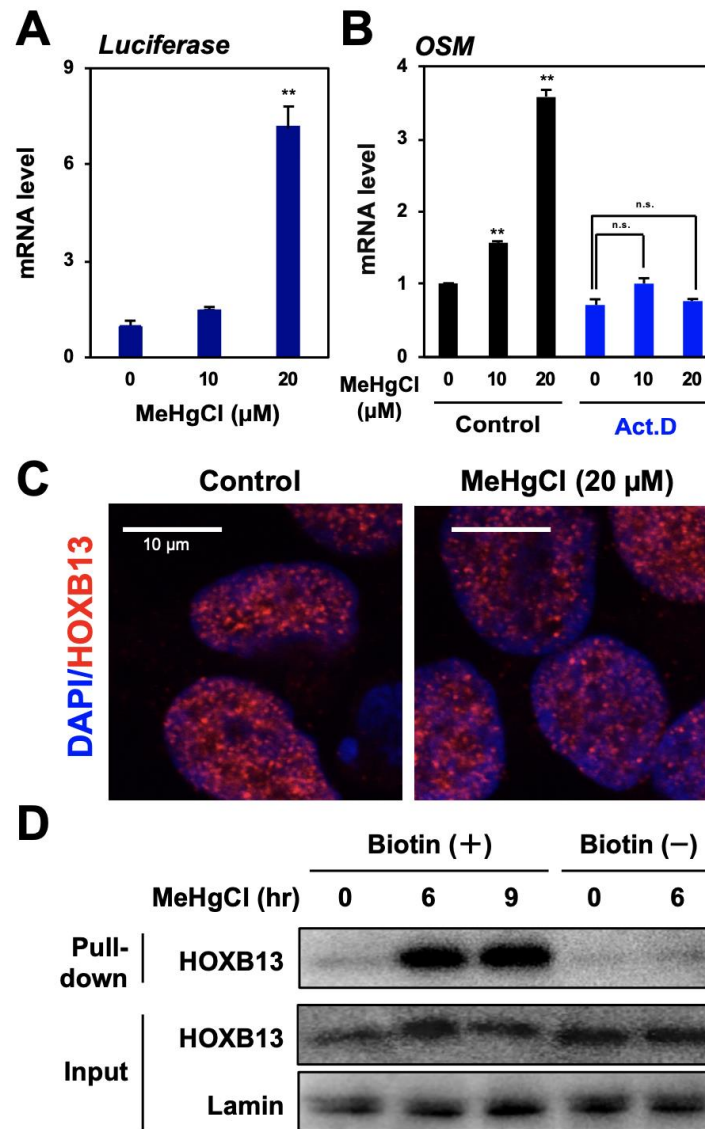 A
Luciferase
9
6
3
0
mRNA level
**
0 10 20
MeHgCl (µM)
B
OSM
4
3
2
1
0
mRNA level
**
**
n.s.
n.s.
MeHgCl
(µM)
0 10 20 0 10 20
Control Act.D
C
Control MeHgCl (20 µM)
DAPI/HOXB13
10 µm
D
Biotin (+) Biotin (−)
MeHgCl (hr) 0 6 9 0 6
Pull-
down
HOXB13
Input
HOXB13
Lamin